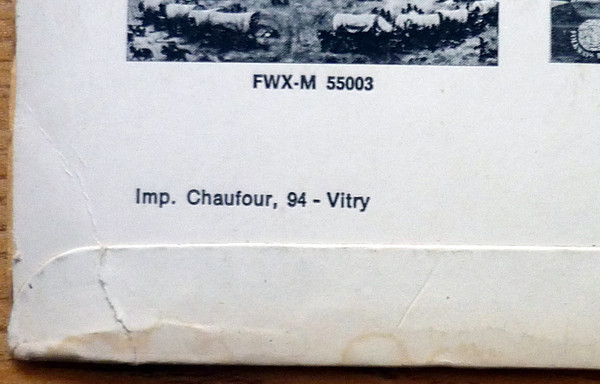 FWX-M 55003
Imp. Chaufour, 94 - Vitry